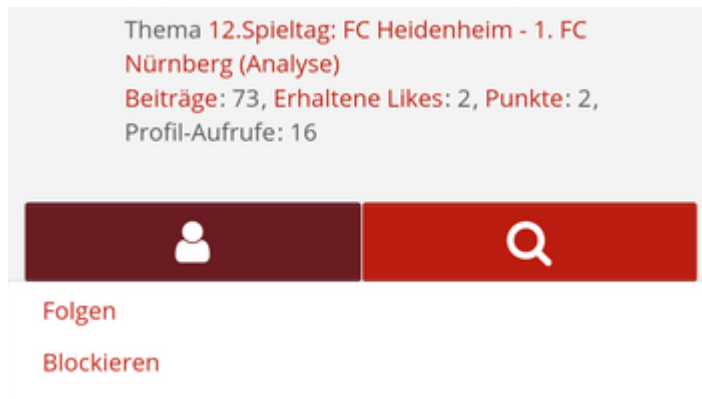 Thema 12.Spieltag: FC Heidenheim - 1. FC
Nürnberg (Analyse)
Beiträge: 73, Erhaltene Likes: 2, Punkte: 2,
Profil-Aufrufe: 16
Folgen
Blockieren